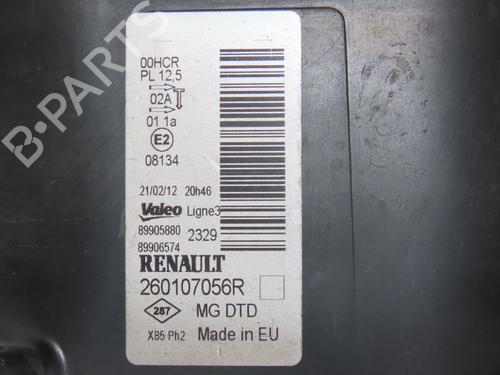 B-PARTS
00HCR
PL 12,5
02A
01 1a
E2
08134
21/02/12 20h46
Valeo Ligne3
89905880
89906574 2329
RENAULT
260107056R
287 MG DTD
X85 Ph2 Made in EU